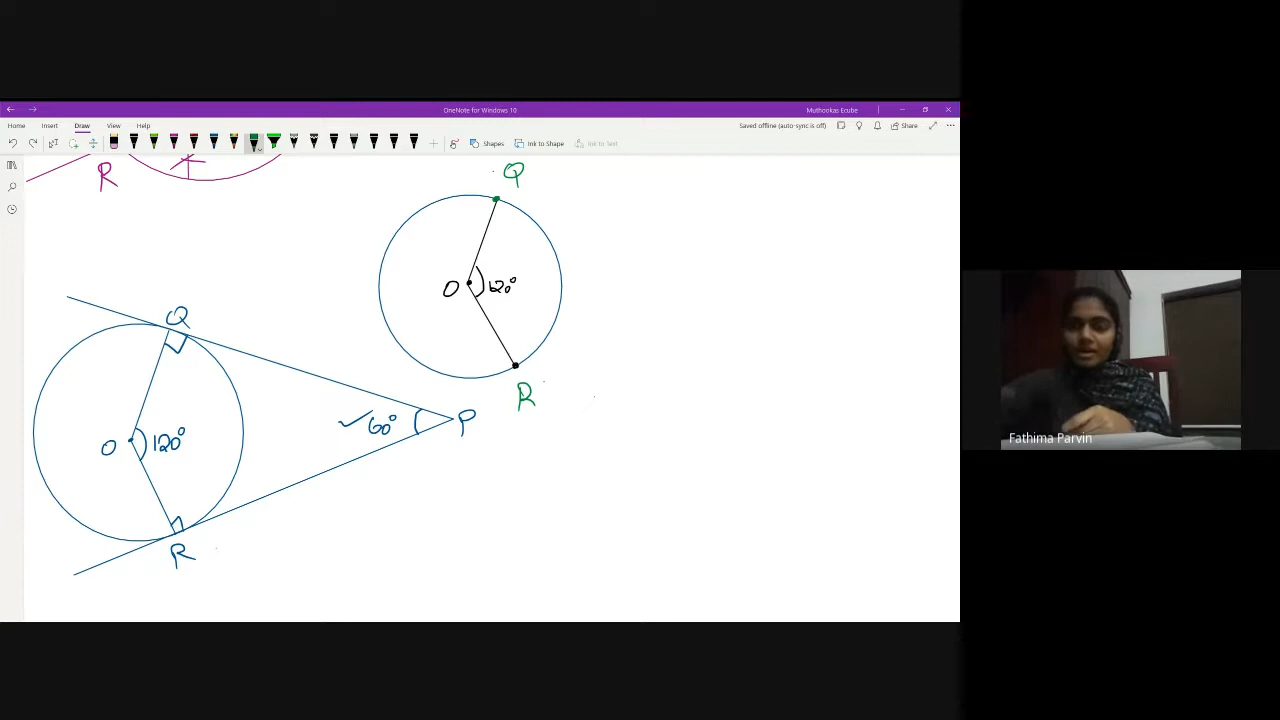 OneNote for Windows 10
Muthookas Ecube
Home Insert Draw View Help
Saved offline (auto-sync is off)
Share
Shapes
Ink to Shape
Ink to Text
R
Q
O 120°
R
Q
O 120°
60° P
R
Fathima Parvin